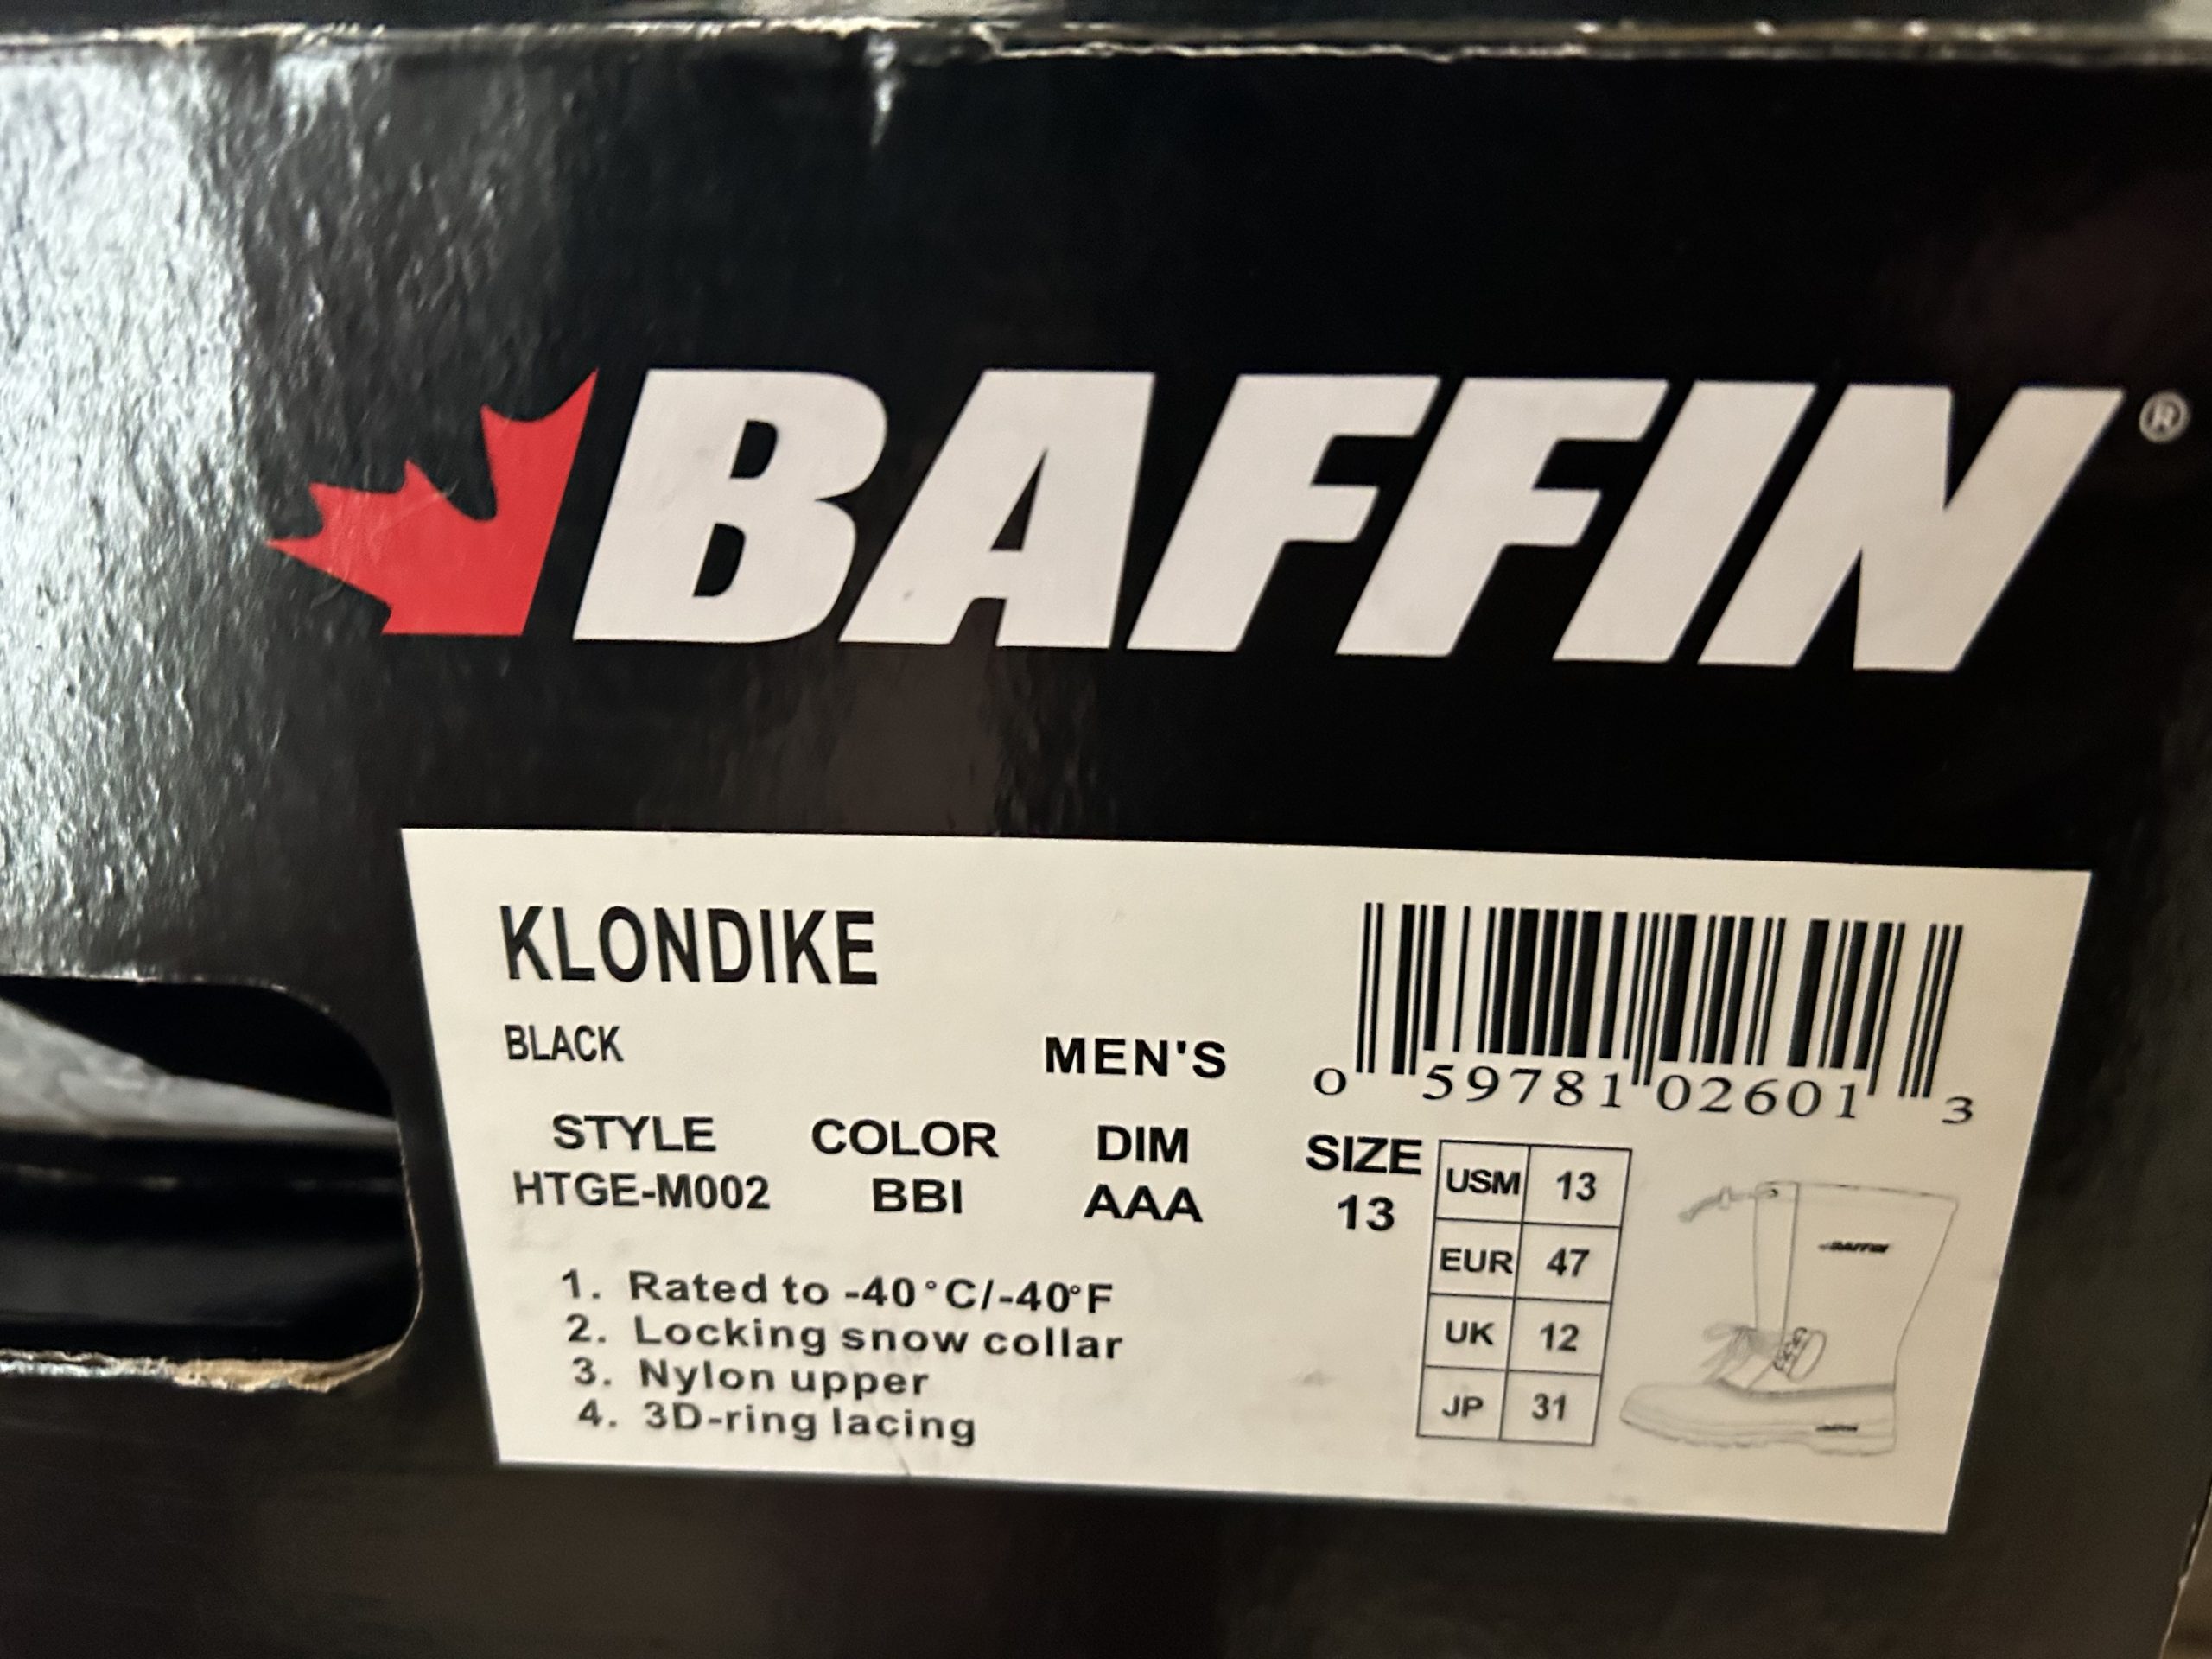 BAFFIN®
KLONDIKE
BLACK
MEN'S
0 59781 02601 3
STYLE COLOR DIM SIZE
HTGE-M002 BBI AAA 13
USM 13
EUR 47
UK 12
JP 31
1. Rated to -40°C/-40°F
2. Locking snow collar
3. Nylon upper
4. 3D-ring lacing
BAFFIN
BAFFIN